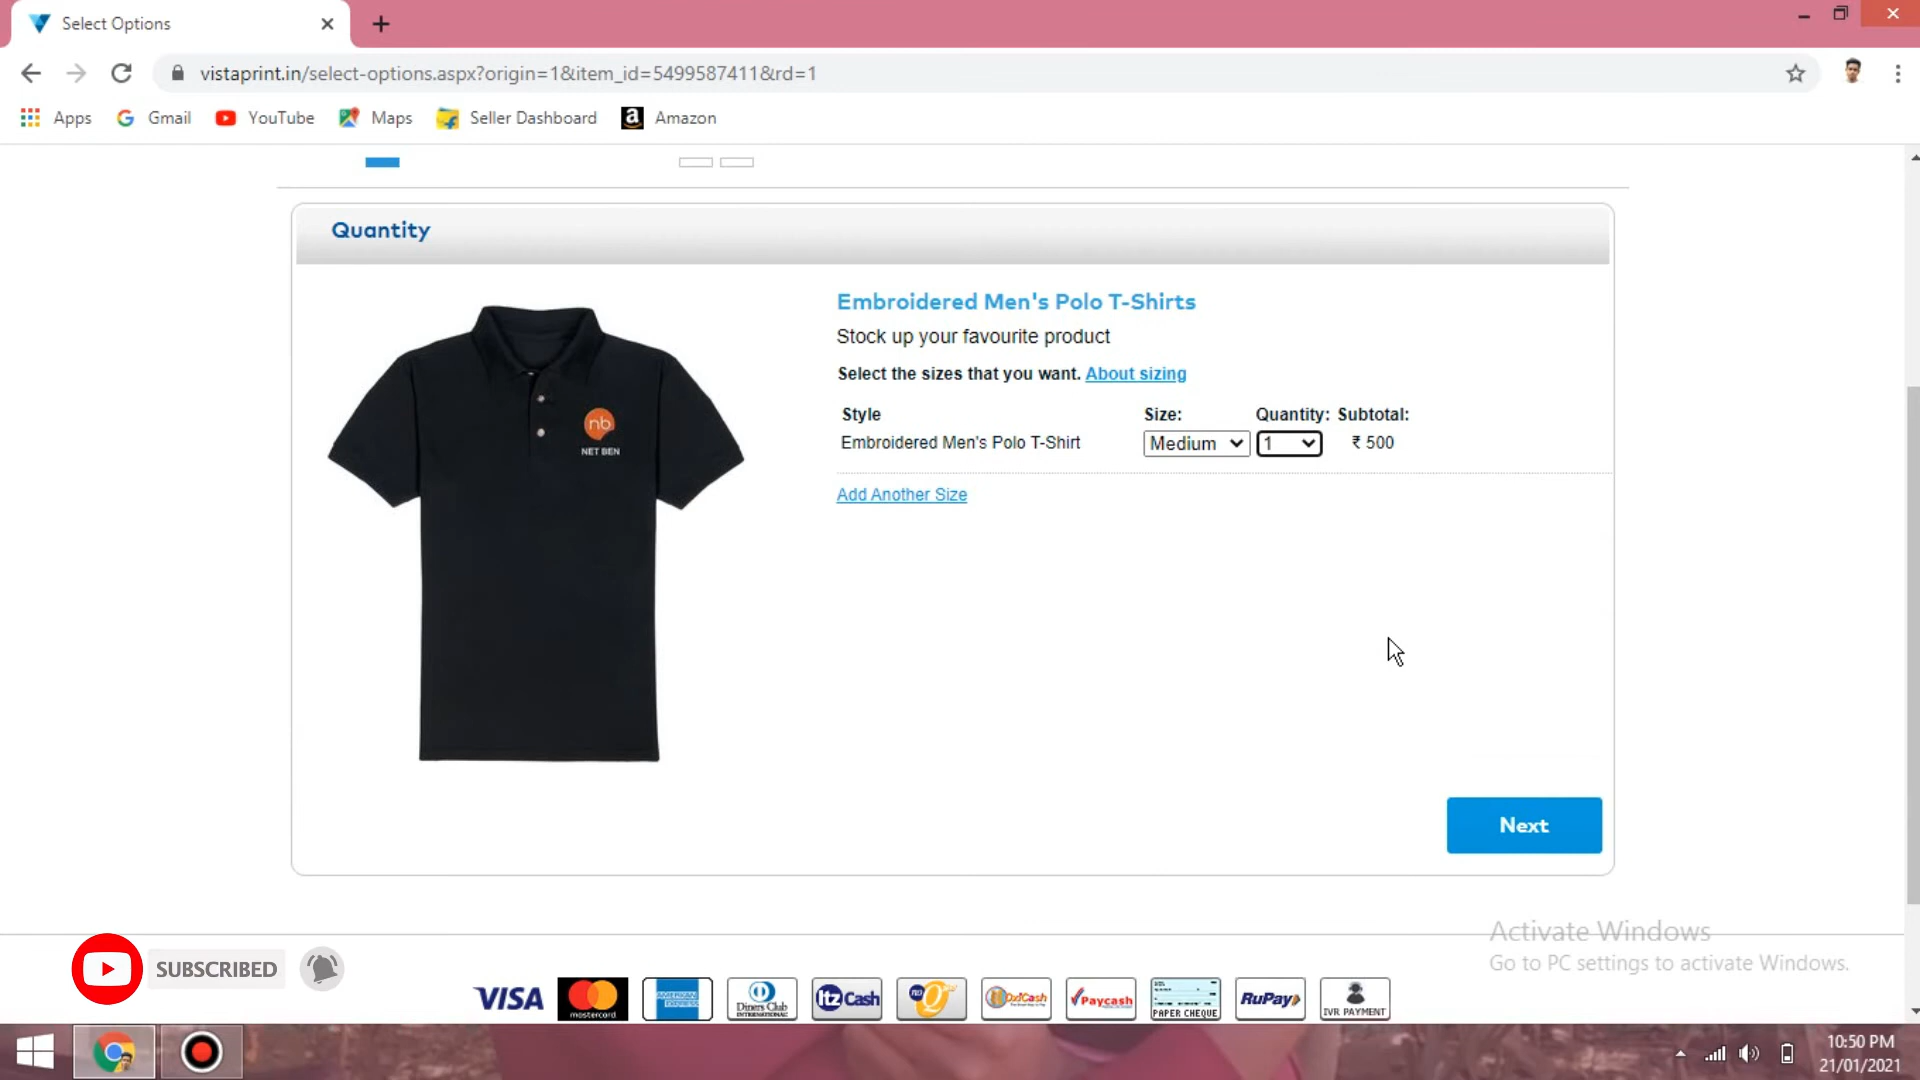 Select Options
vistaprint.in/select-options.aspx?origin=1&item_id=5499587411&rd=1
Apps Gmail YouTube Maps Seller Dashboard Amazon
Quantity
Embroidered Men's Polo T-Shirts
Stock up your favourite product
Select the sizes that you want. About sizing
Style Size: Quantity: Subtotal:
Embroidered Men's Polo T-Shirt Medium 1 ₹ 500
Add Another Size
nb
NET BEN
Next
Activate Windows
Go to PC settings to activate Windows.
SUBSCRIBED
VISA mastercard AMERICAN EXPRESS Diners Club INTERNATIONAL ItzCash OxiCash Paycash PAPER CHEQUE RuPay IVR PAYMENT
10:50 PM
21/01/2021